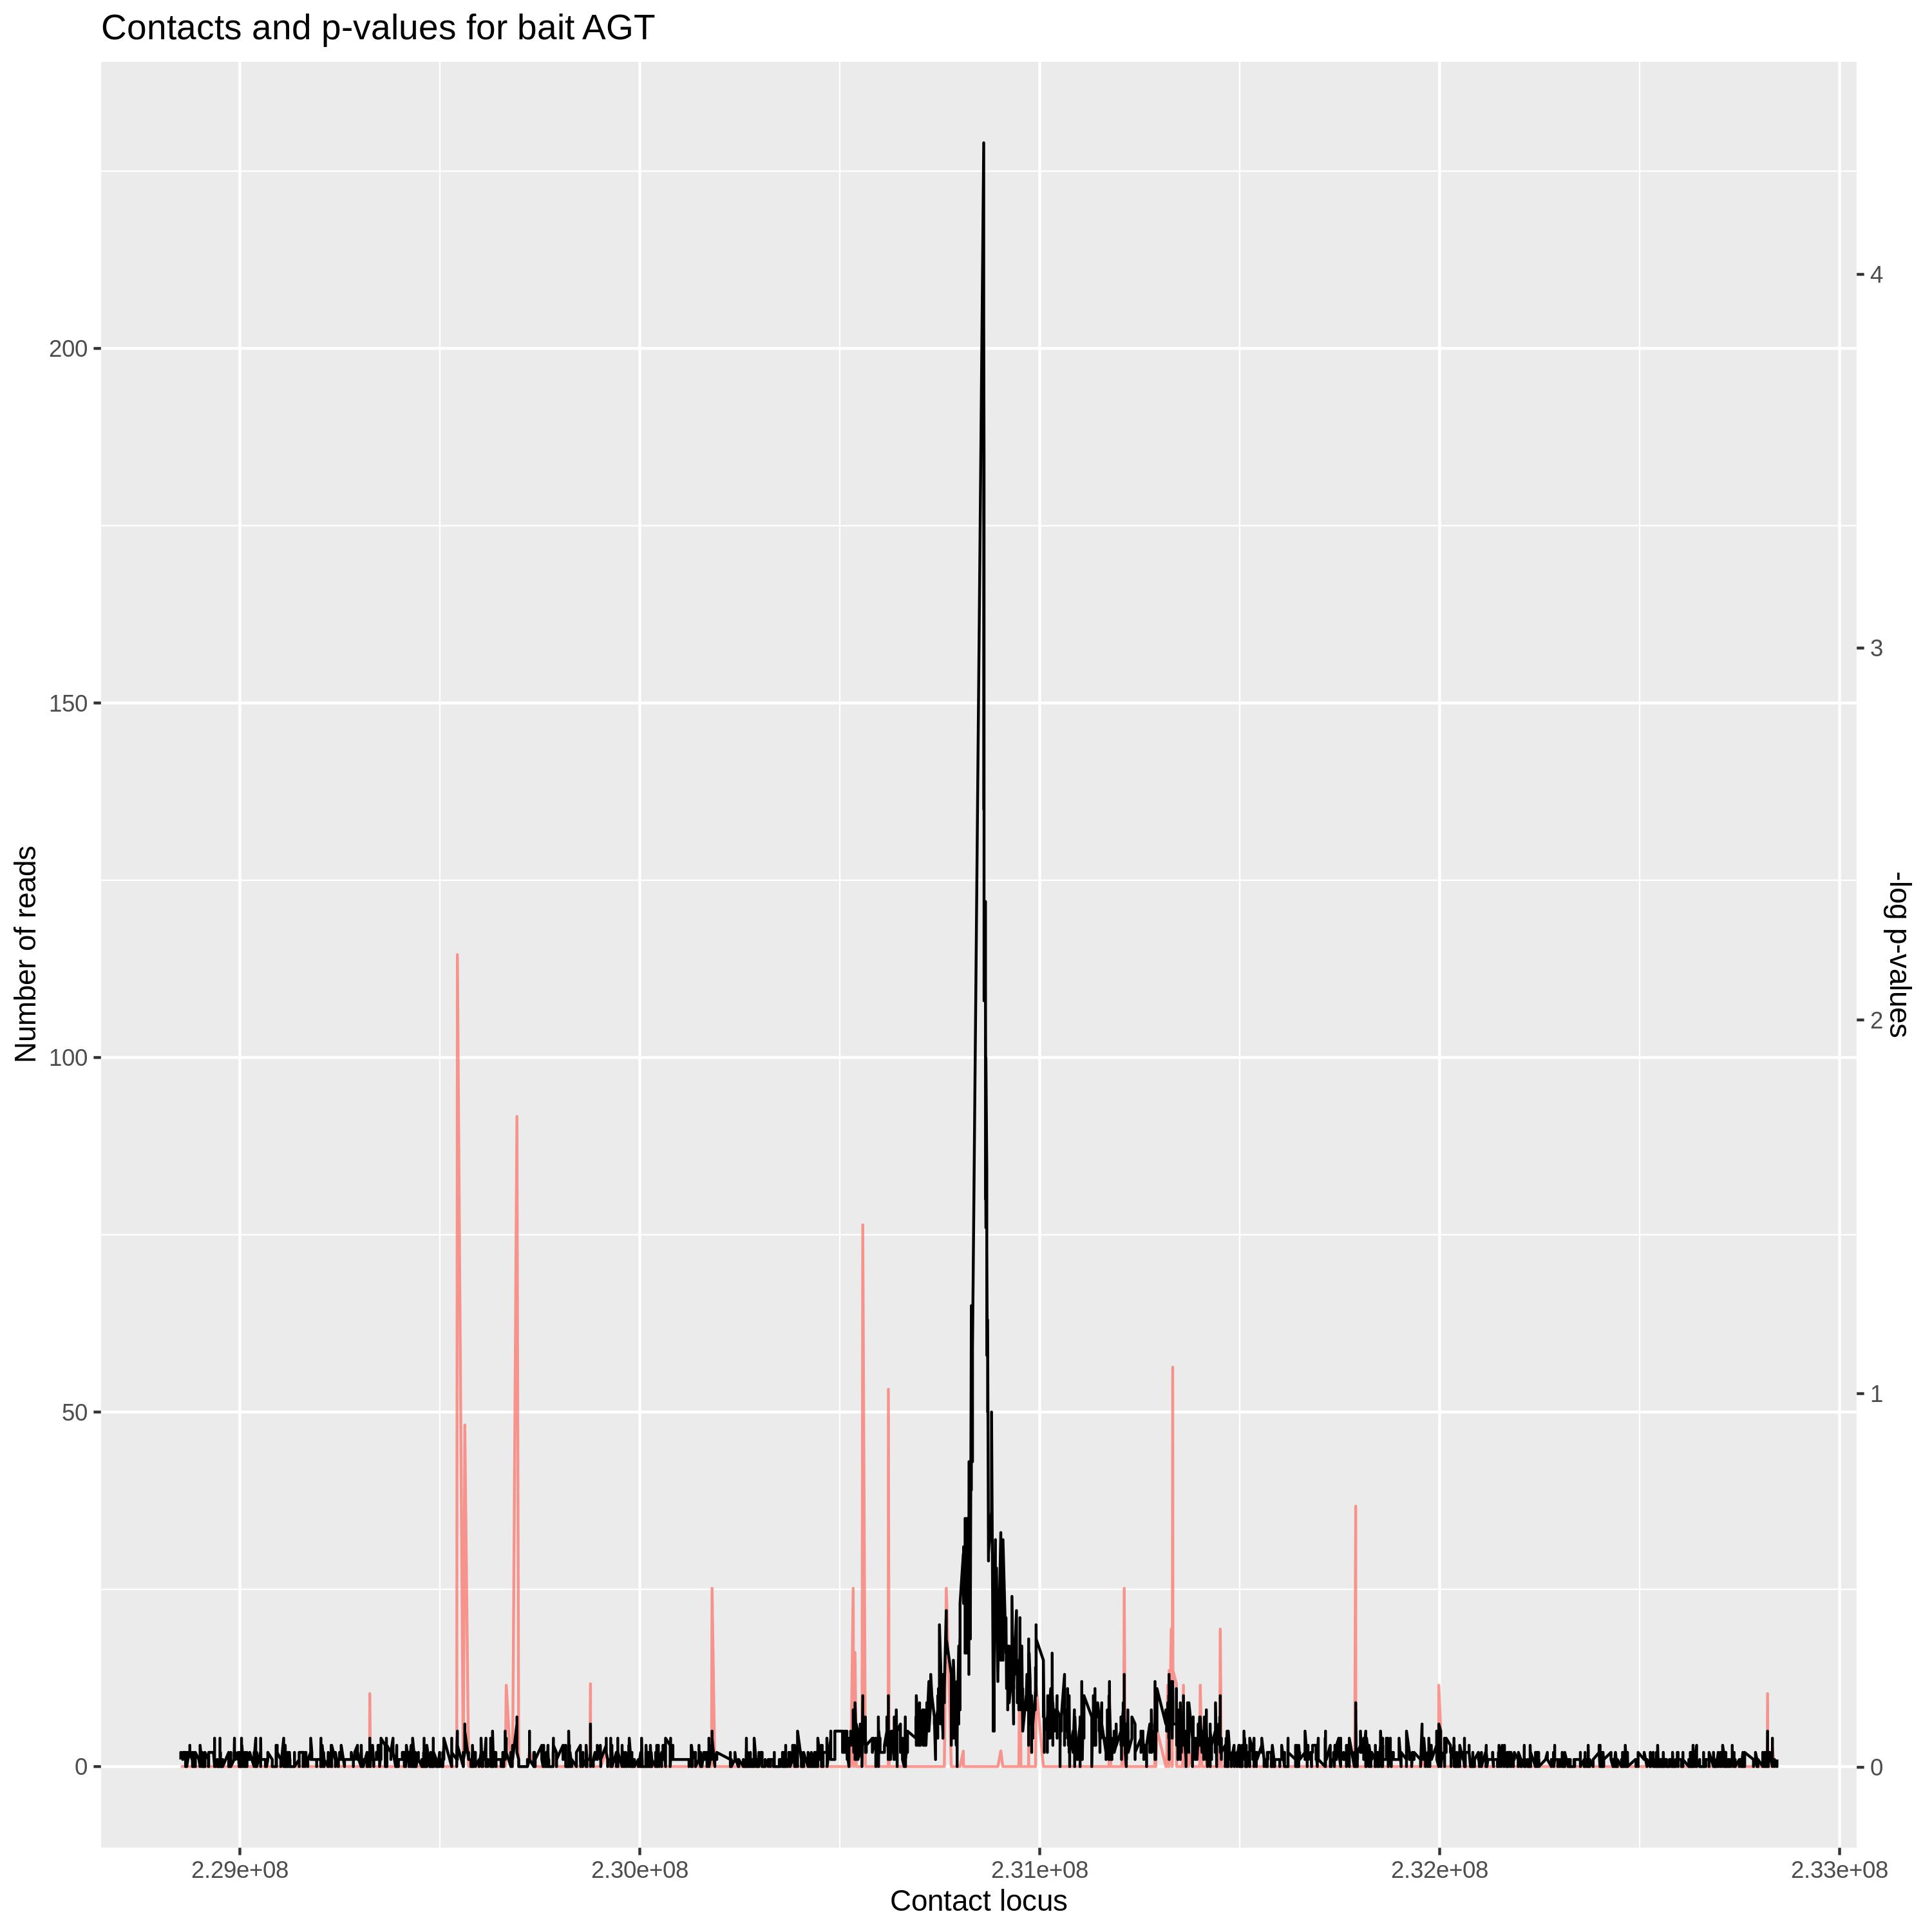 Contacts and p-values for bait AGT
Number of reads
200
150
100
50
0
4
3
2
1
0
-log p-values
2.29e+08
2.30e+08
2.31e+08
2.32e+08
2.33e+08
Contact locus